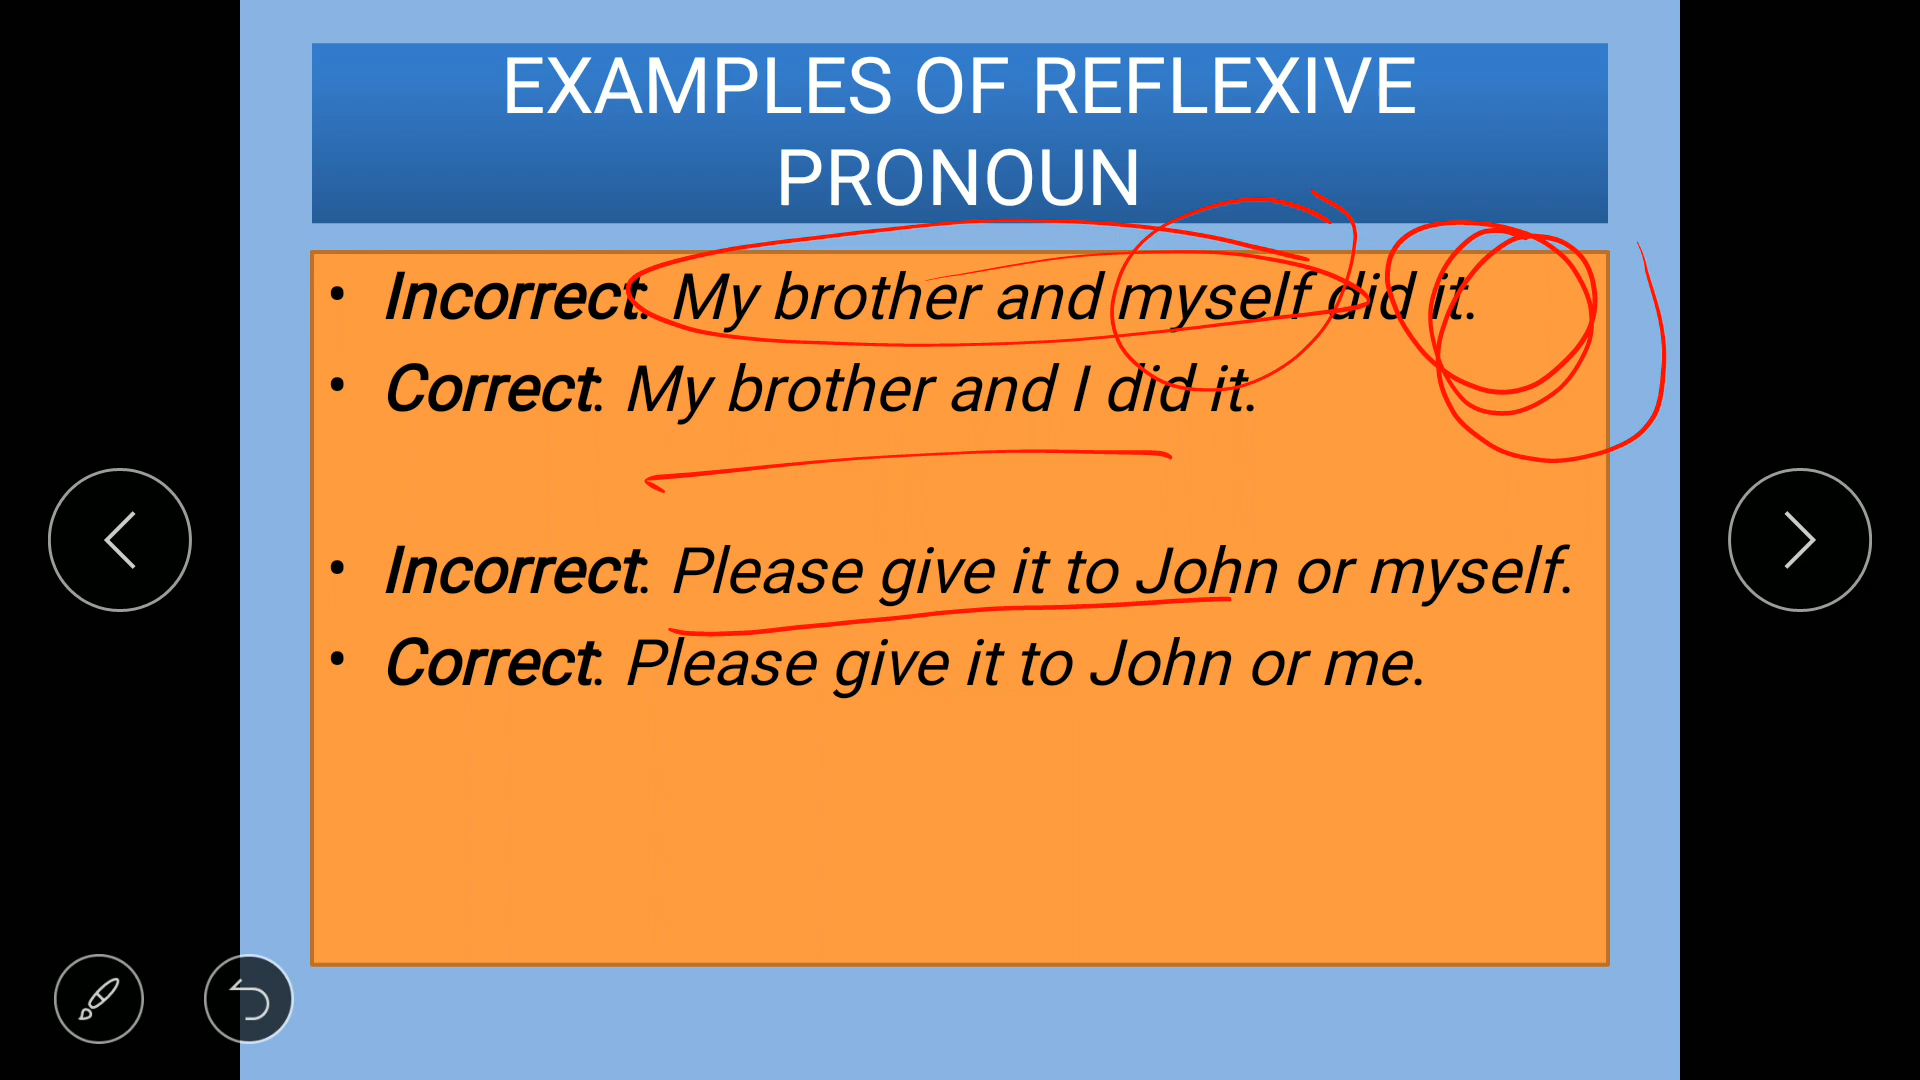 EXAMPLES OF REFLEXIVE
PRONOUN
• Incorrect: My brother and myself did it.
• Correct: My brother and I did it.
• Incorrect: Please give it to John or myself.
• Correct: Please give it to John or me.